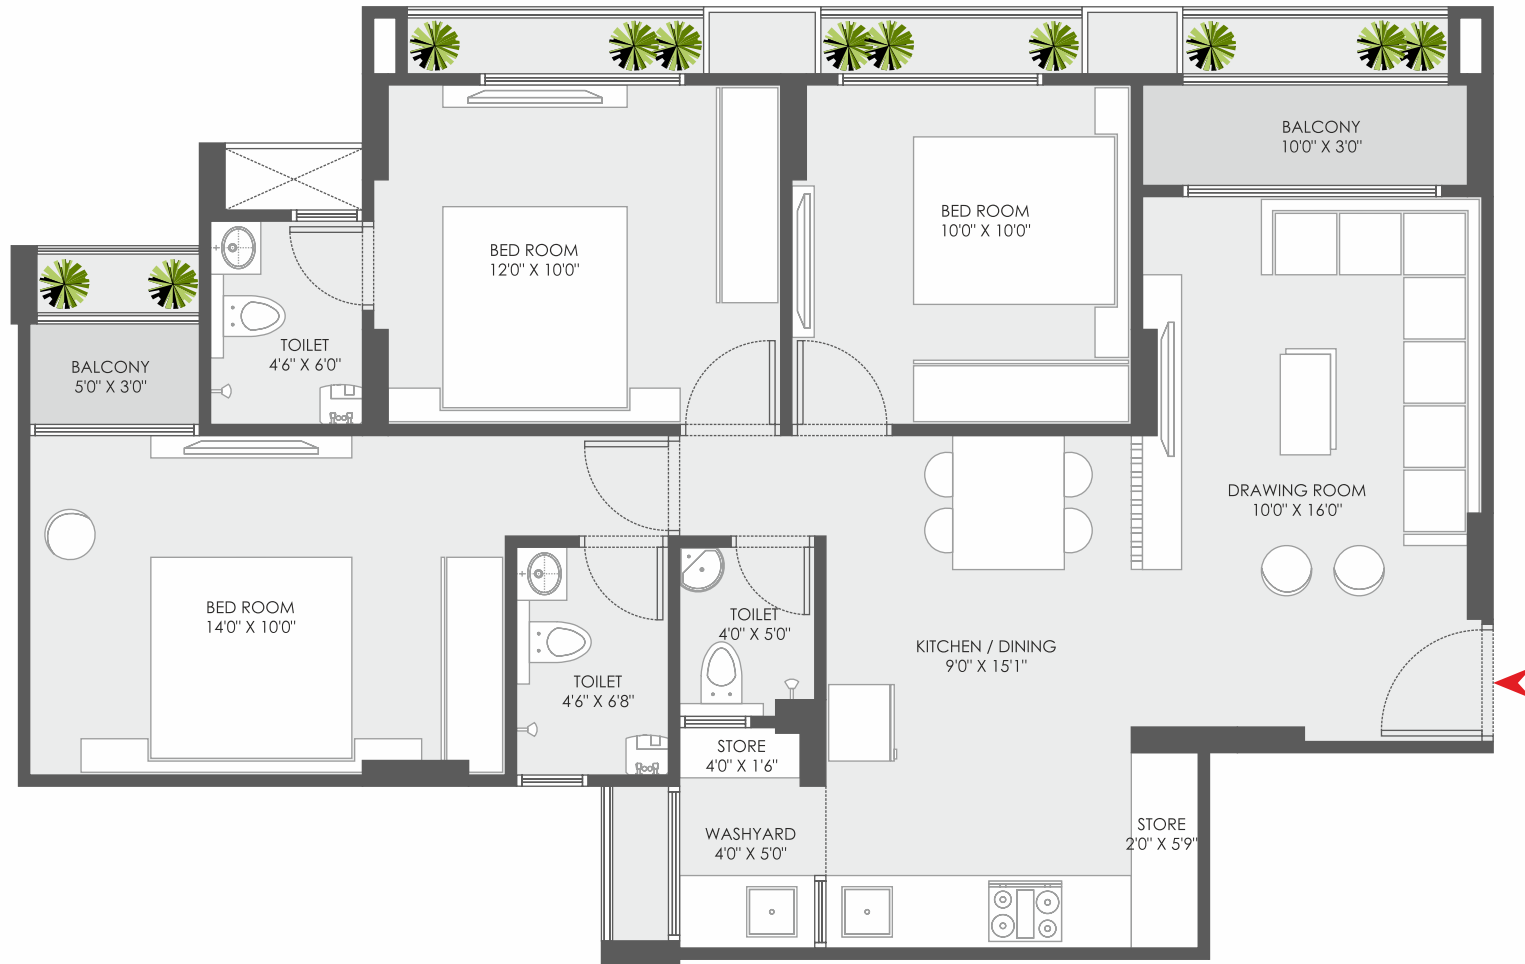 BALCONY
10'0" X 3'0"
BED ROOM
10'0" X 10'0"
BED ROOM
12'0" X 10'0"
TOILET
4'6" X 6'0"
BALCONY
5'0" X 3'0"
DRAWING ROOM
10'0" X 16'0"
BED ROOM
14'0" X 10'0"
TOILET
4'0" X 5'0"
KITCHEN / DINING
9'0" X 15'1"
TOILET
4'6" X 6'8"
STORE
4'0" X 1'6"
WASHYARD
4'0" X 5'0"
STORE
2'0" X 5'9"